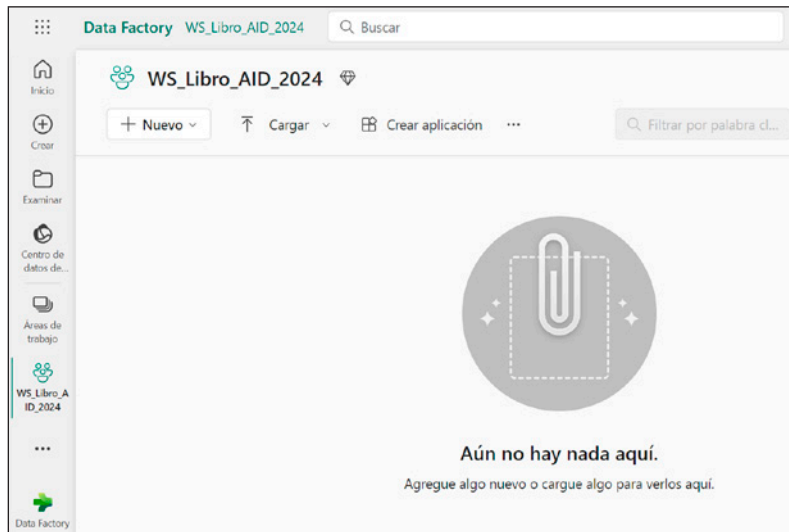 Data Factory WS_Libro_AID_2024 Buscar
Inicio
Crear
Examinar
Centro de
datos de...
Áreas de
trabajo
WS_Libro_A
ID_2024
...
Data Factory
WS_Libro_AID_2024
Nuevo Cargar Crear aplicación ... Filtrar por palabra cl...
Aún no hay nada aquí.
Agregue algo nuevo o cargue algo para verlos aquí.